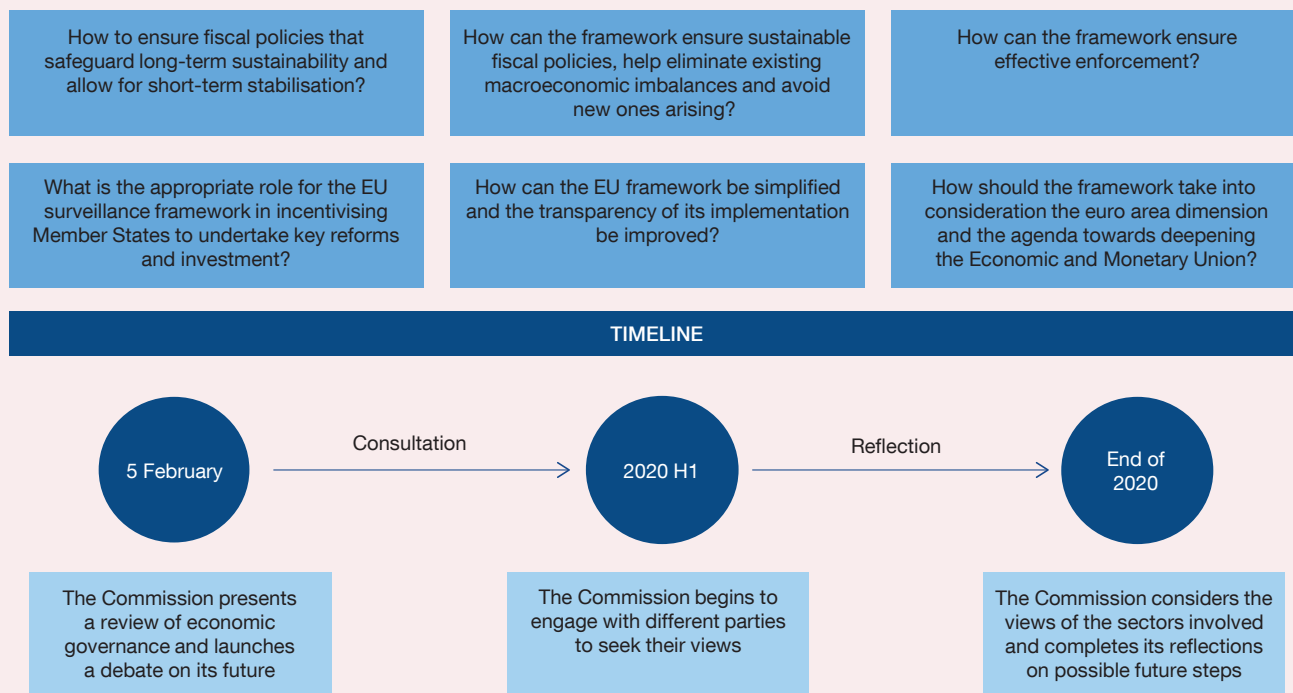 How to ensure fiscal policies that
safeguard long-term sustainability and
allow for short-term stabilisation?
How can the framework ensure sustainable
fiscal policies, help eliminate existing
macroeconomic imbalances and avoid
new ones arising?
How can the framework ensure
effective enforcement?
What is the appropriate role for the EU
surveillance framework in incentivising
Member States to undertake key reforms
and investment?
How can the EU framework be simplified
and the transparency of its implementation
be improved?
How should the framework take into
consideration the euro area dimension
and the agenda towards deepening
the Economic and Monetary Union?
TIMELINE
5 February
Consultation
2020 H1
Reflection
End of
2020
The Commission presents
a review of economic
governance and launches
a debate on its future
The Commission begins to
engage with different parties
to seek their views
The Commission considers the
views of the sectors involved
and completes its reflections
on possible future steps